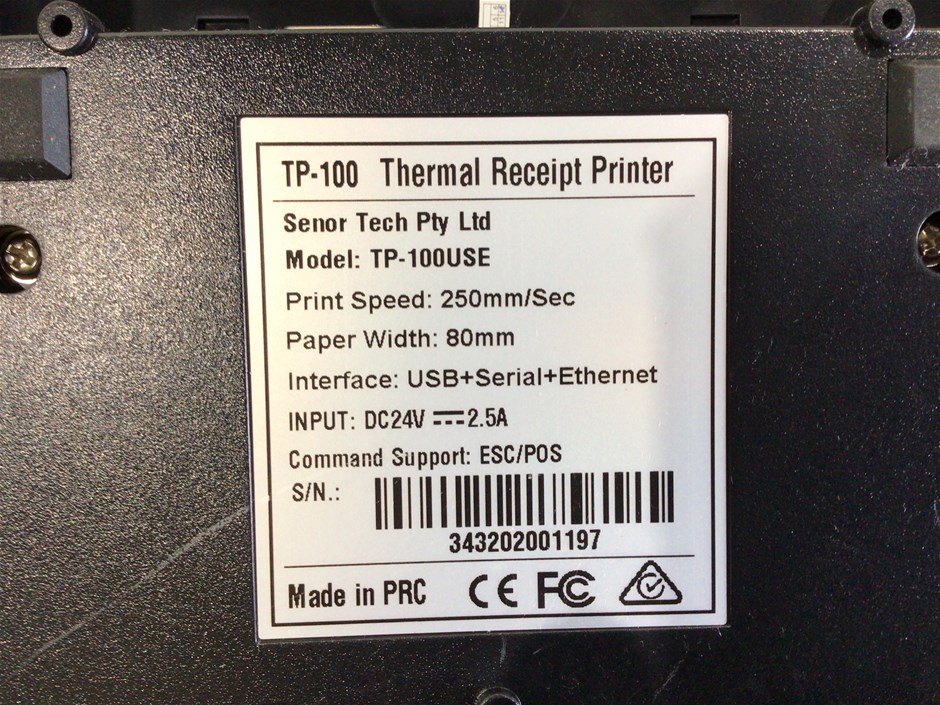 TP-100 Thermal Receipt Printer
Senor Tech Pty Ltd
Model: TP-100USE
Print Speed: 250mm/Sec
Paper Width: 80mm
Interface: USB+Serial+Ethernet
INPUT: DC24V ⎓ 2.5A
Command Support: ESC/POS
S/N.:
343202001197
Made in PRC CE FC